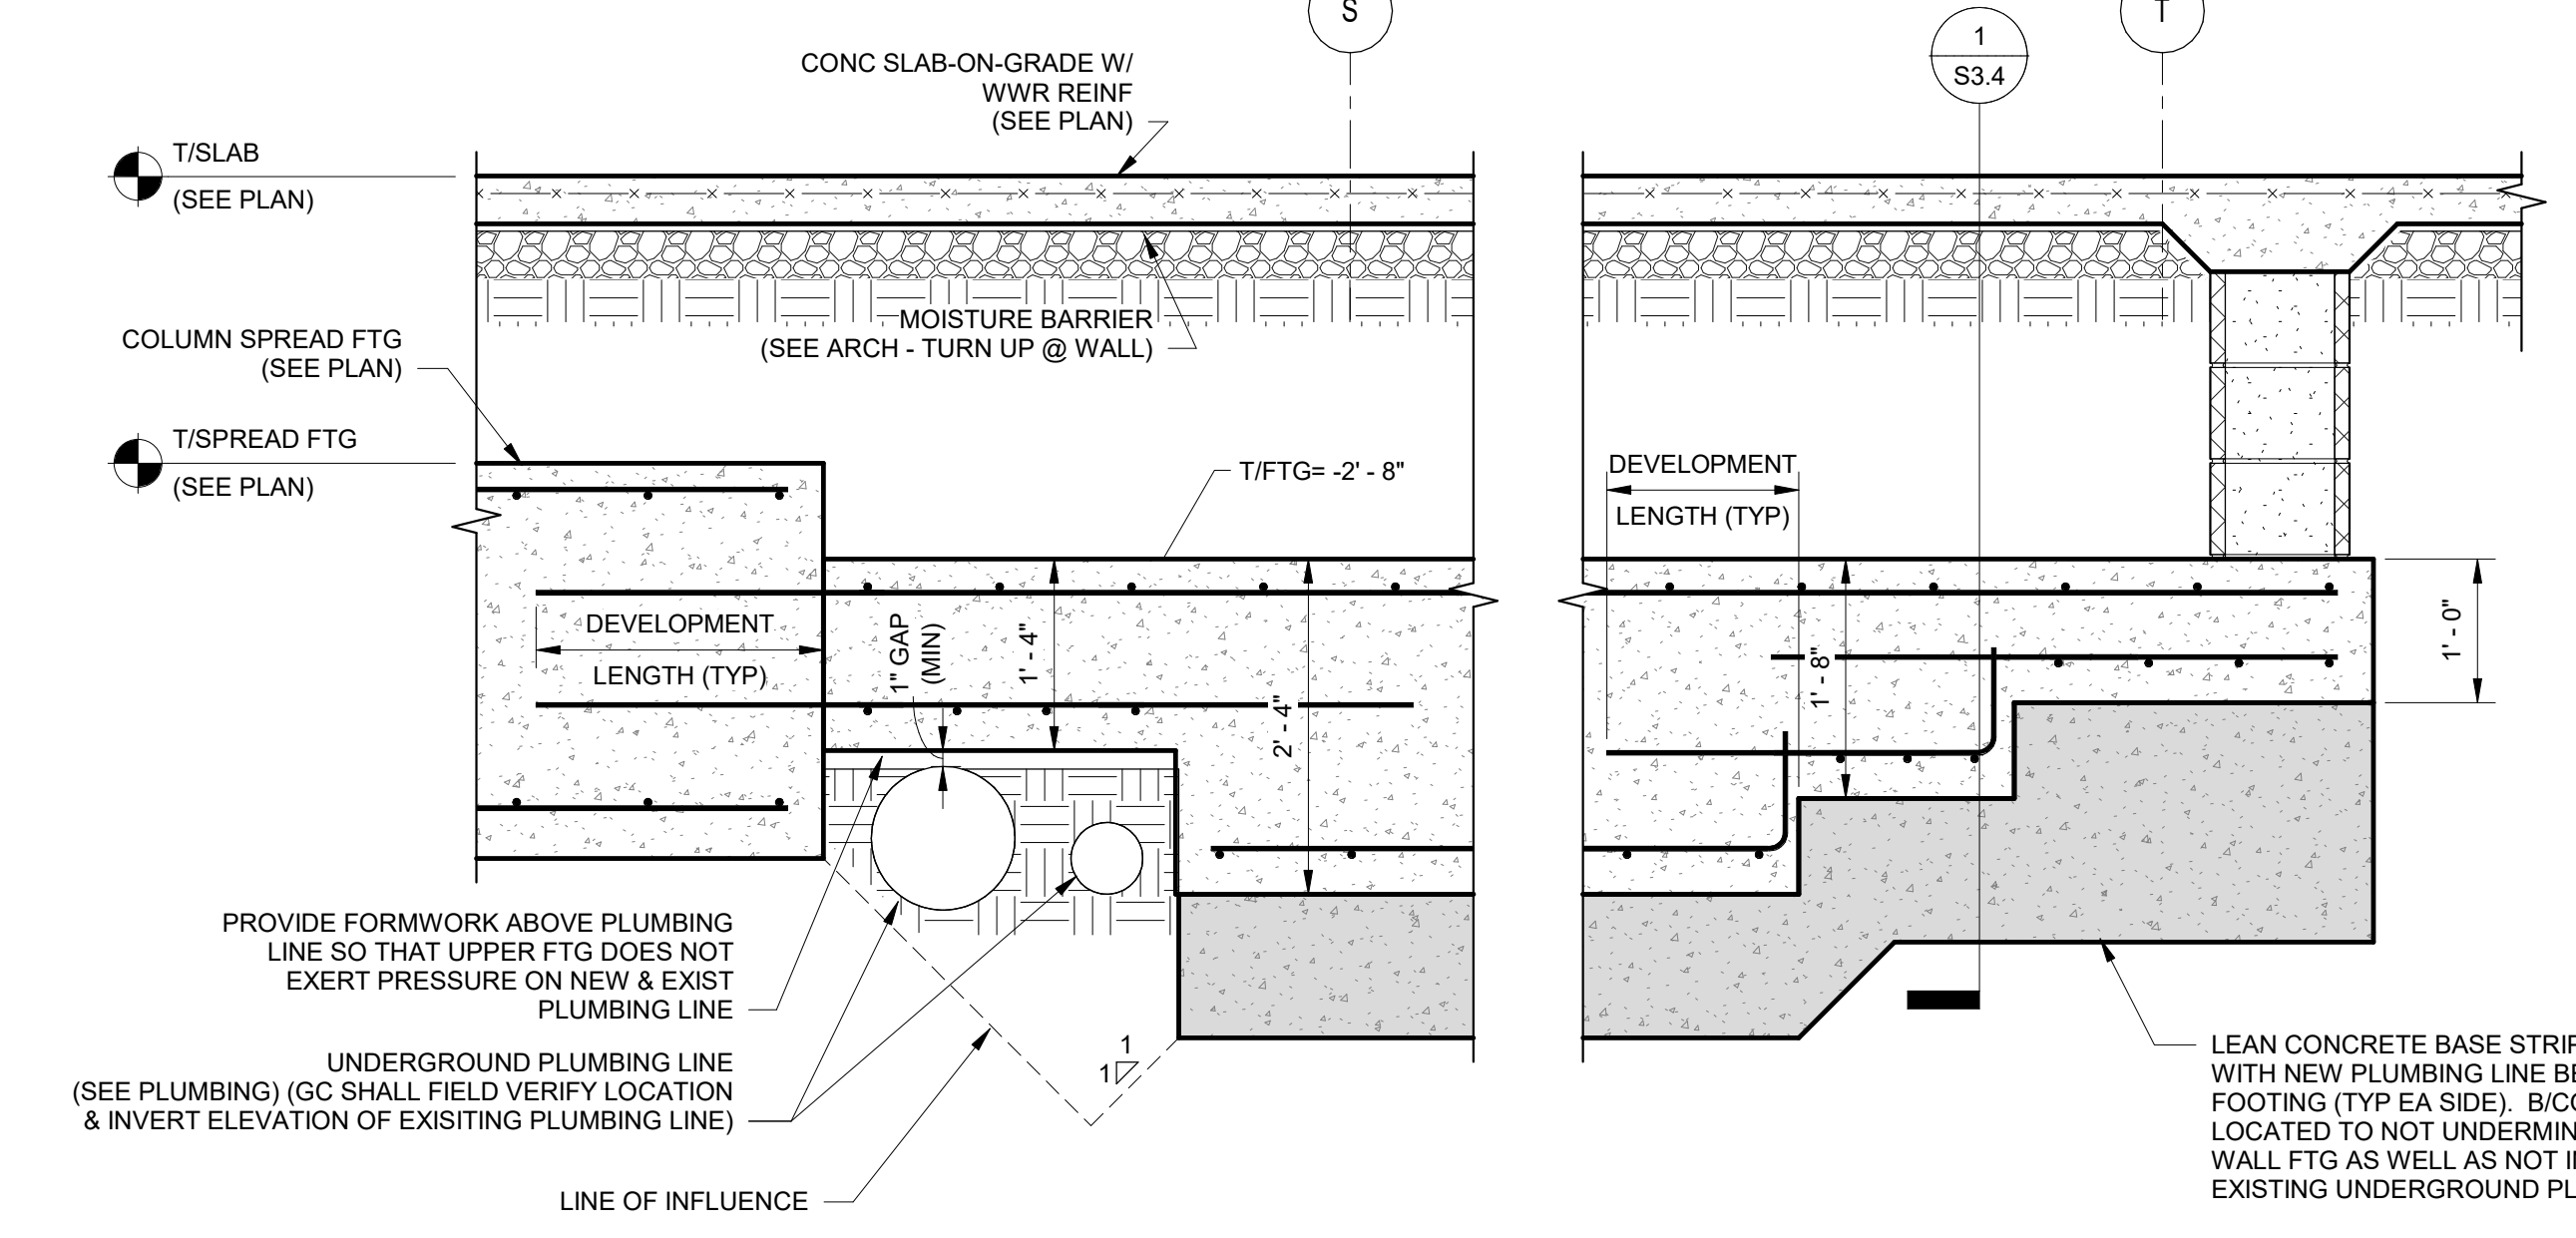 S
T
1
S3.4
CONC SLAB-ON-GRADE W/
WWR REINF
(SEE PLAN)
T/SLAB
(SEE PLAN)
MOISTURE BARRIER
(SEE ARCH - TURN UP @ WALL)
COLUMN SPREAD FTG
(SEE PLAN)
T/SPREAD FTG
(SEE PLAN)
T/FTG= -2' - 8"
DEVELOPMENT
LENGTH (TYP)
DEVELOPMENT
LENGTH (TYP)
1" GAP
(MIN)
1' - 4"
2' - 4"
1' - 8"
1' - 0"
PROVIDE FORMWORK ABOVE PLUMBING
LINE SO THAT UPPER FTG DOES NOT
EXERT PRESSURE ON NEW & EXIST
PLUMBING LINE
UNDERGROUND PLUMBING LINE
(SEE PLUMBING) (GC SHALL FIELD VERIFY LOCATION
& INVERT ELEVATION OF EXISITING PLUMBING LINE)
1
1
LINE OF INFLUENCE
LEAN CONCRETE BASE
WITH NEW PLUMBING LINE
FOOTING (TYP EA SIDE).
LOCATED TO NOT
WALL FTG AS WELL AS NOT
EXISTING UNDERGROUND